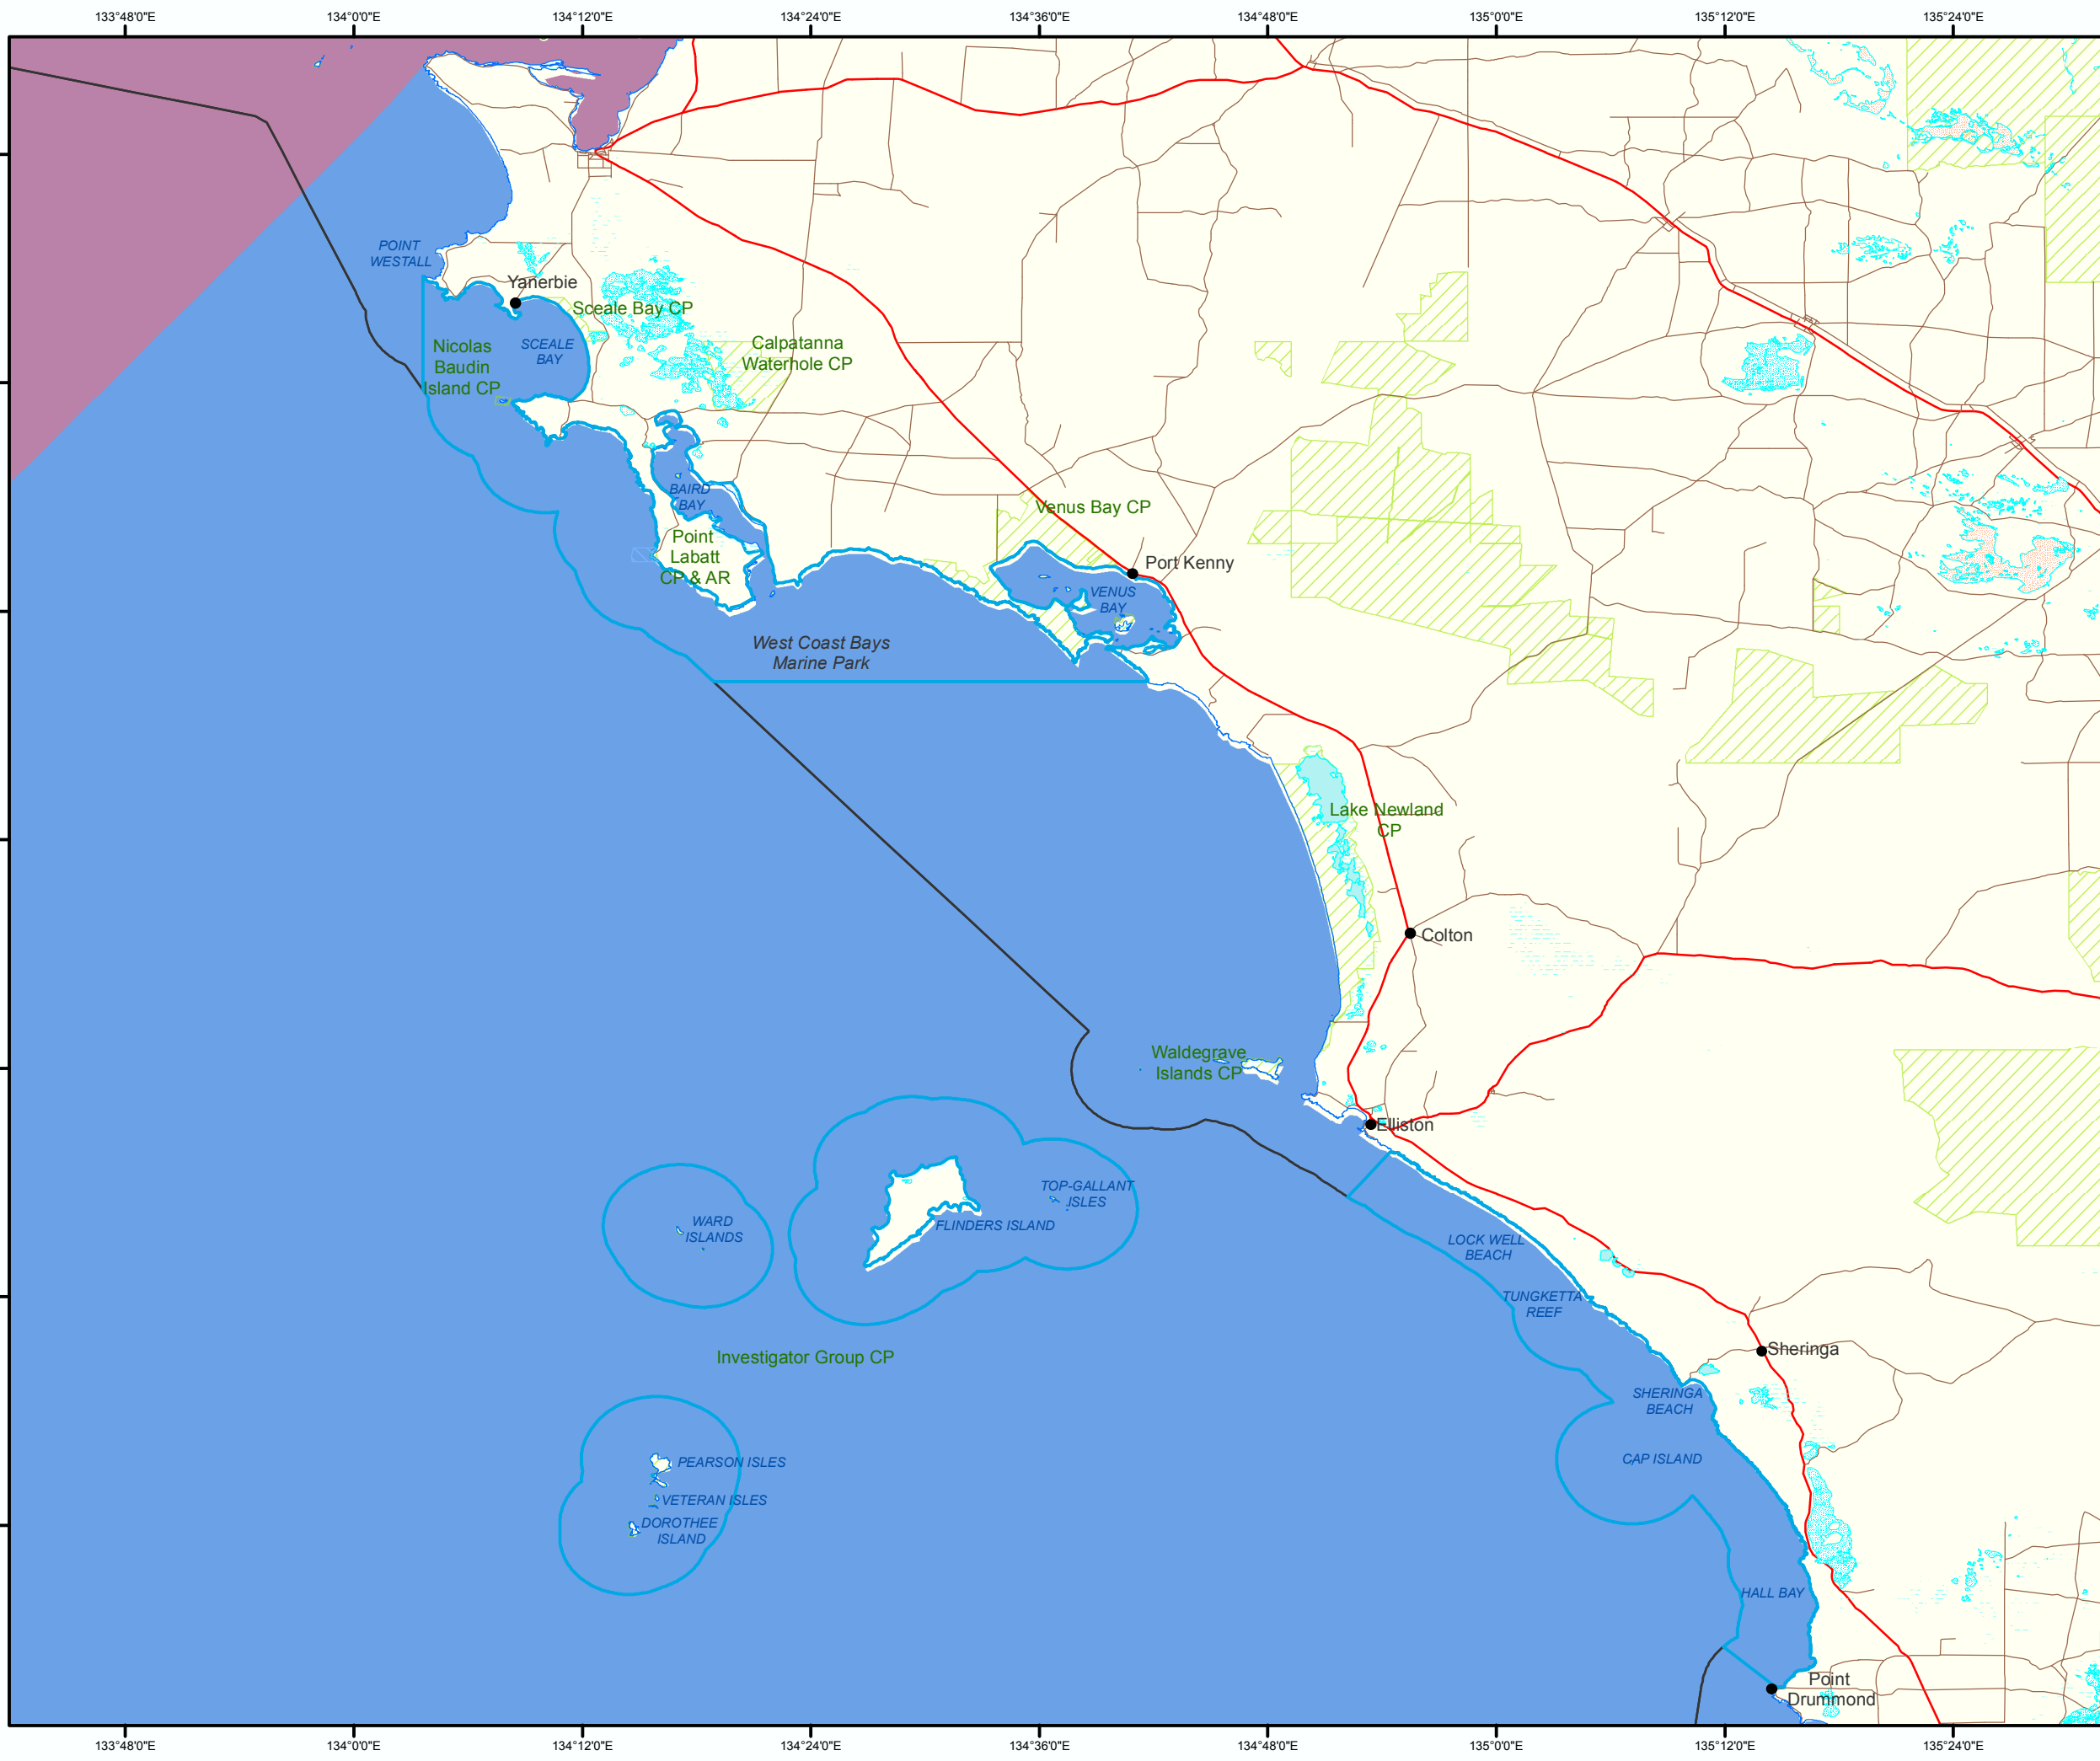 133°48'0"E
134°0'0"E
134°12'0"E
134°24'0"E
134°36'0"E
134°48'0"E
135°0'0"E
135°12'0"E
135°24'0"E
POINT
WESTALL
Yanerbie
Sceale Bay CP
Nicolas
Baudin
Island CP
SCEALE
BAY
Calpatanna
Waterhole CP
BAIRD
BAY
Venus Bay CP
Point
Labatt
CP & AR
Port Kenny
VENUS
BAY
West Coast Bays
Marine Park
Lake Newland
CP
Colton
Waldegrave
Islands CP
Elliston
TOP-GALLANT
ISLES
WARD
ISLANDS
FLINDERS ISLAND
LOCK WELL
BEACH
TUNGKETTA
REEF
Investigator Group CP
Sheringa
SHERINGA
BEACH
CAP ISLAND
PEARSON ISLES
VETERAN ISLES
DOROTHEE
ISLAND
HALL BAY
Point
Drummond
133°48'0"E
134°0'0"E
134°12'0"E
134°24'0"E
134°36'0"E
134°48'0"E
135°0'0"E
135°12'0"E
135°24'0"E